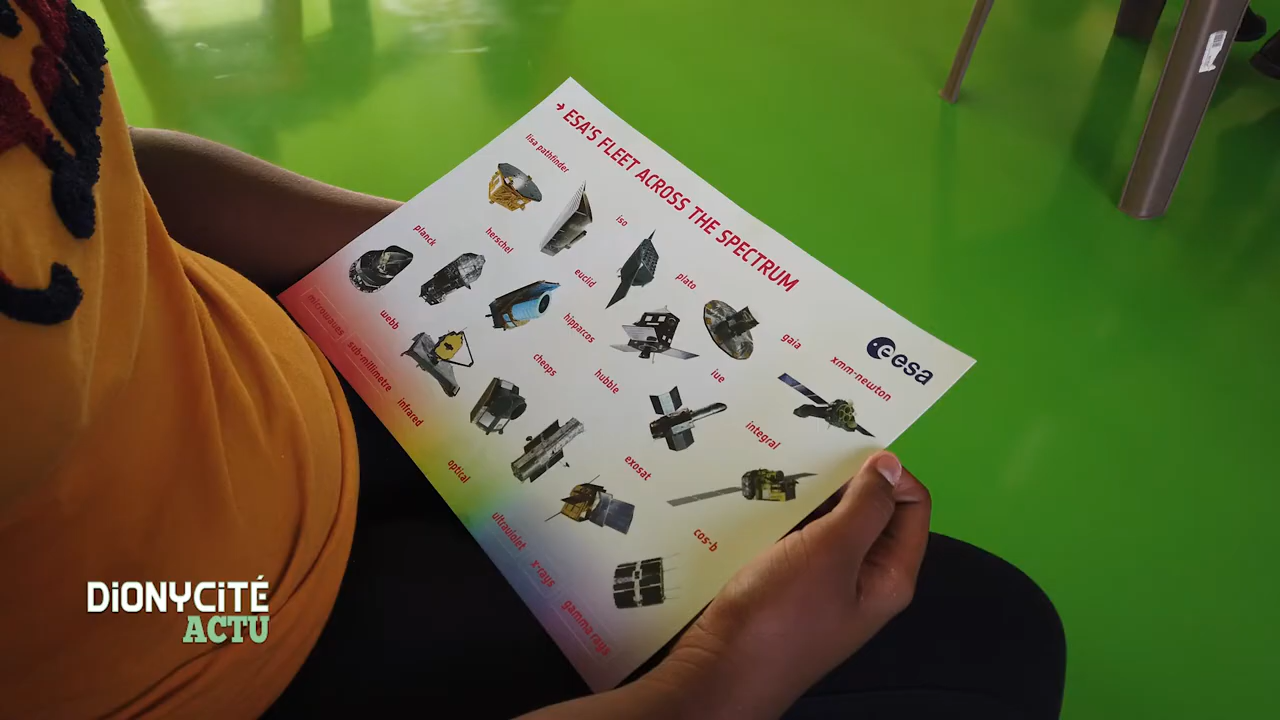 → ESA'S FLEET ACROSS THE SPECTRUM
esa
lisa pathfinder
iso
plato
gaia
xmm-newton
planck
herschel
euclid
hipparcos
iue
integral
webb
cheops
hubble
exosat
cos-b
microwaves
sub-millimetre
infrared
optical
ultraviolet
x-rays
gamma rays
DiONYCiTÉ
ACTU